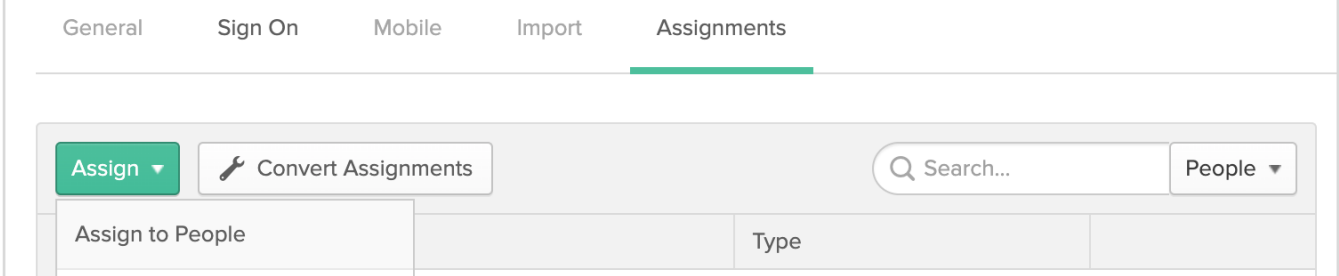 General Sign On Mobile Import Assignments
Assign Convert Assignments Search... People
Assign to People Type